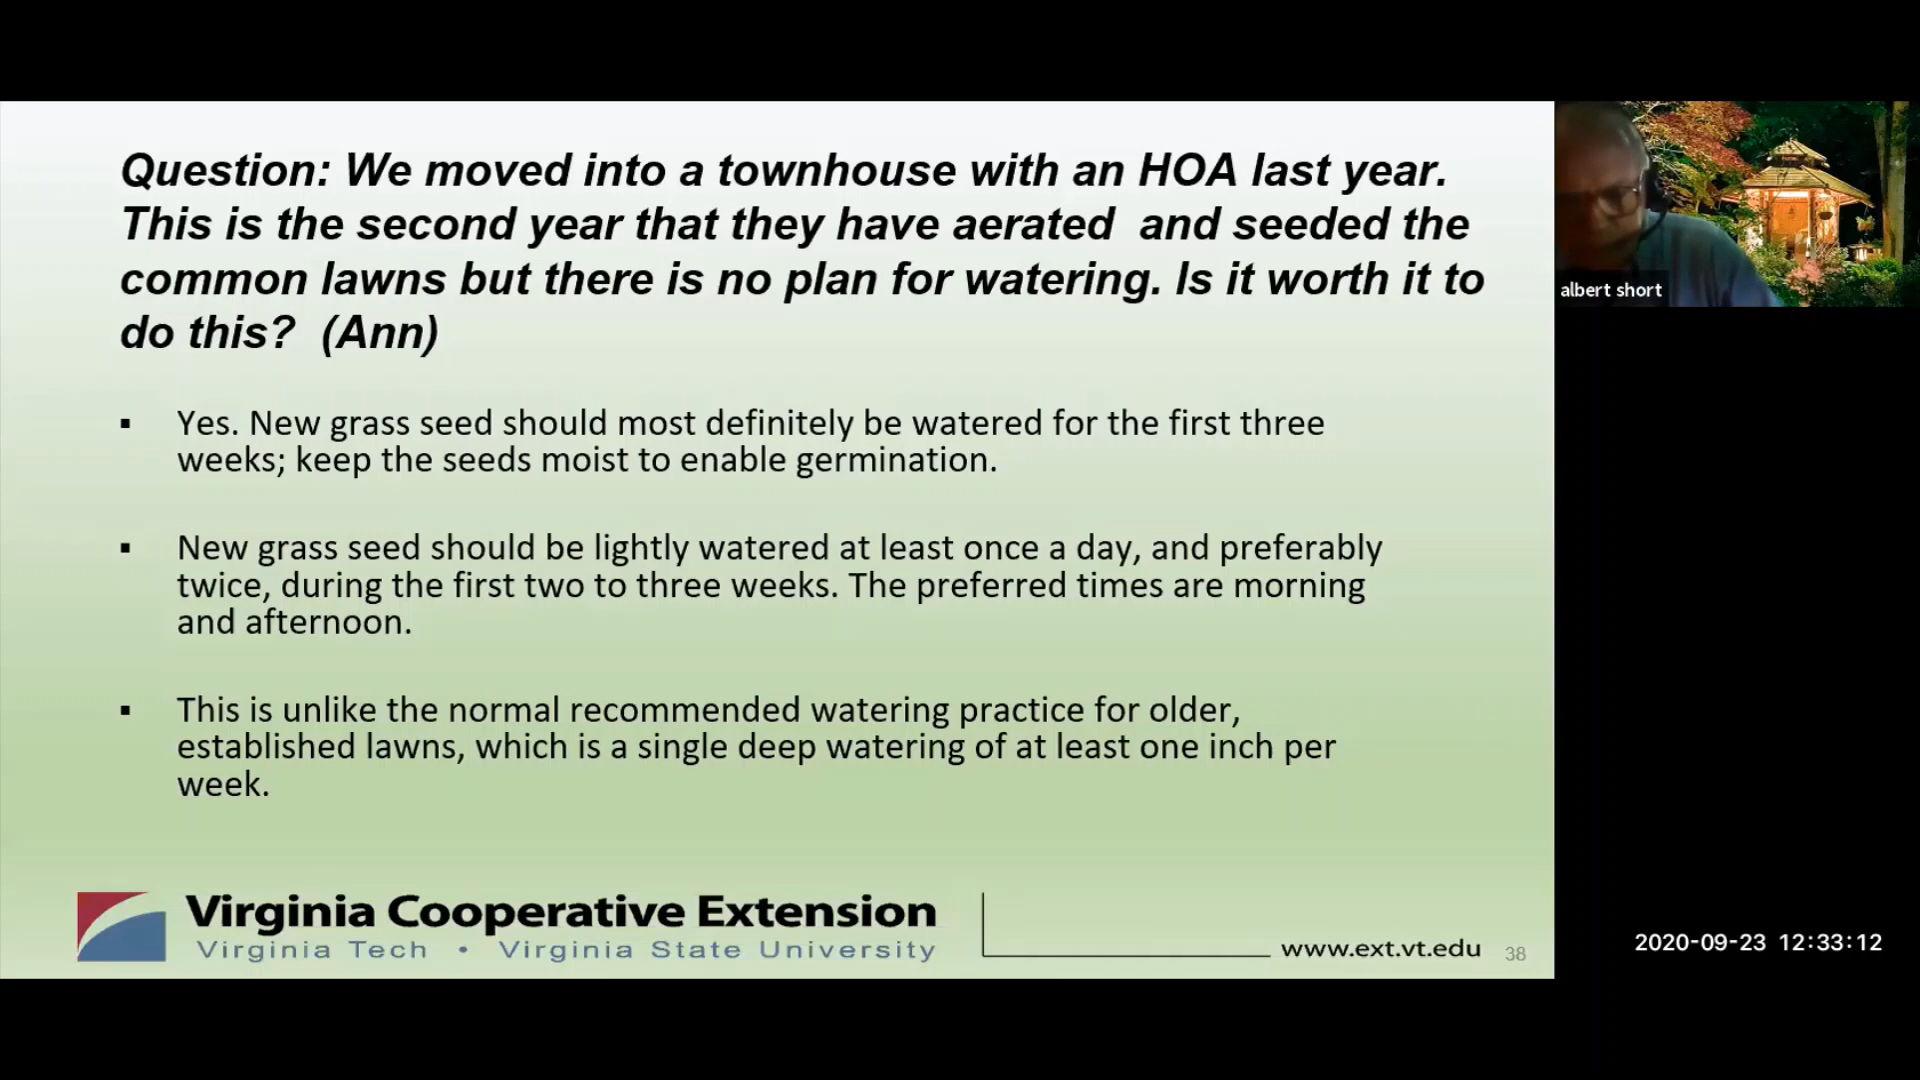 Question: We moved into a townhouse with an HOA last year.
This is the second year that they have aerated  and seeded the
common lawns but there is no plan for watering. Is it worth it to
do this?  (Ann)
▪ Yes. New grass seed should most definitely be watered for the first three
weeks; keep the seeds moist to enable germination.
▪ New grass seed should be lightly watered at least once a day, and preferably
twice, during the first two to three weeks. The preferred times are morning
and afternoon.
▪ This is unlike the normal recommended watering practice for older,
established lawns, which is a single deep watering of at least one inch per
week.
Virginia Cooperative Extension
Virginia Tech • Virginia State University
www.ext.vt.edu
38
albert short
2020-09-23 12:33:12